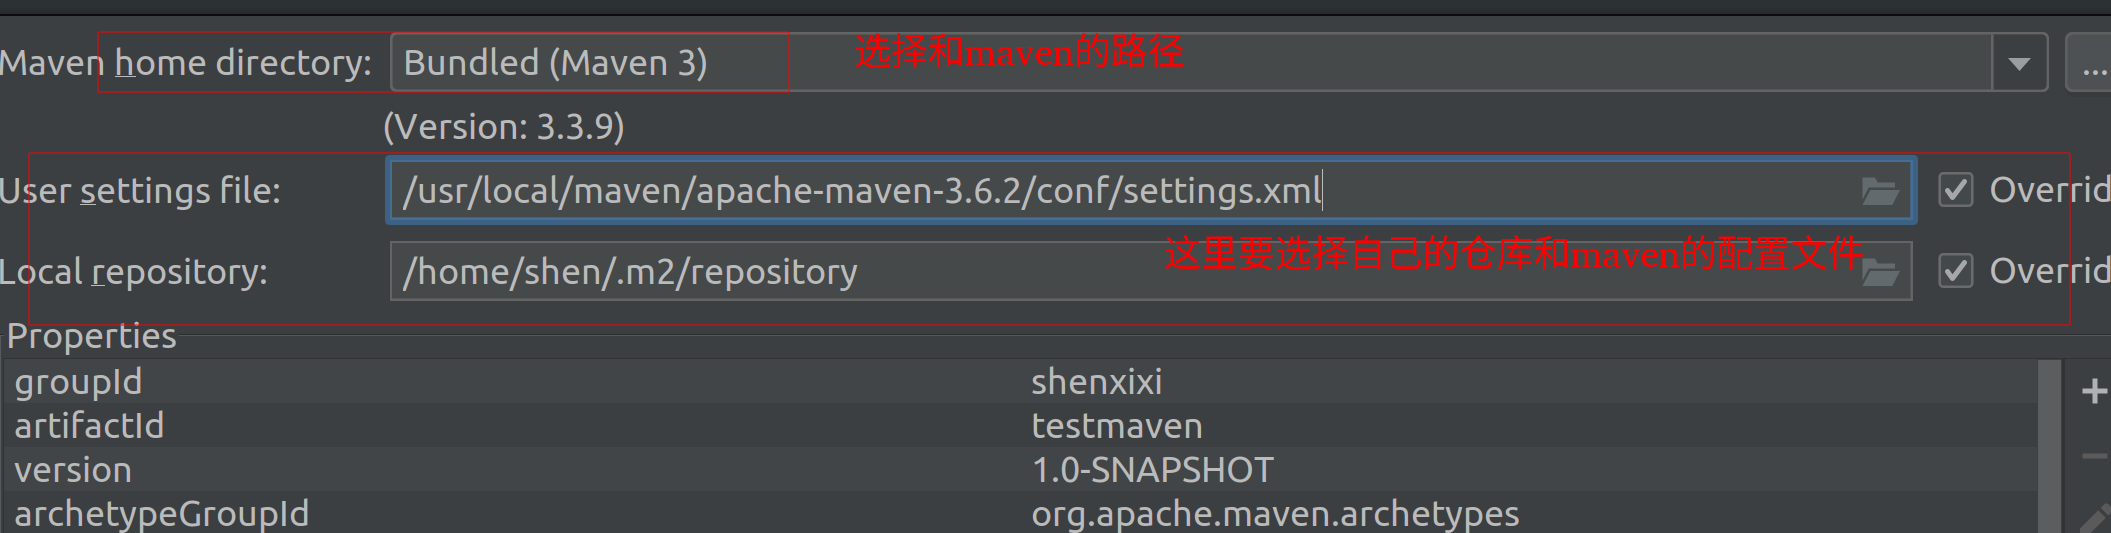 Maven home directory: Bundled (Maven 3) 选择和maven的路径 ...
(Version: 3.3.9)
User settings file: /usr/local/maven/apache-maven-3.6.2/conf/settings.xml Overrid
这里要选择自己的仓库和maven的配置文件
Local repository: /home/shen/.m2/repository Overrid
Properties
groupId shenxixi
artifactId testmaven
version 1.0-SNAPSHOT
archetypeGroupId org.apache.maven.archetypes